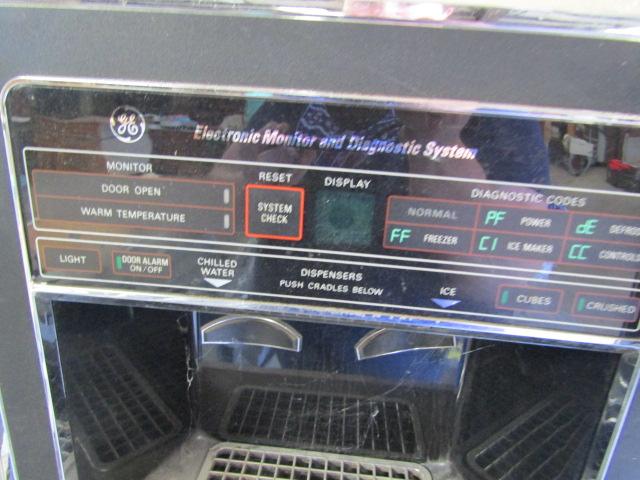 GE
Electronic Monitor and Diagnostic System
MONITOR
DOOR OPEN
WARM TEMPERATURE
RESET
SYSTEM
CHECK
DISPLAY
DIAGNOSTIC CODES
NORMAL PF POWER dE DEFROS
FF FREEZER CI ICE MAKER CC CONTROLS
LIGHT
DOOR ALARM
ON/OFF
CHILLED
WATER
DISPENSERS
PUSH CRADLES BELOW
ICE
CUBES
CRUSHED